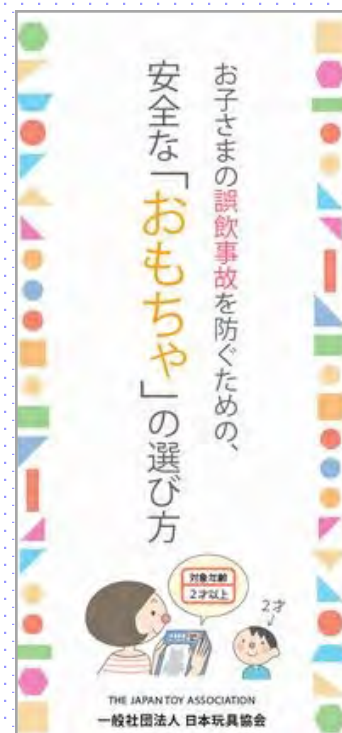 お子さまの誤飲事故を防ぐための、
安全な「おもちゃ」の選び方
対象年齢
2才以上
2才
THE JAPAN TOY ASSOCIATION
一般社団法人 日本玩具協会